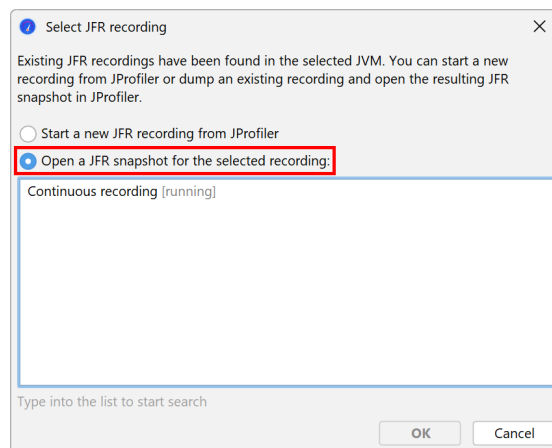 Select JFR recording
Existing JFR recordings have been found in the selected JVM. You can start a new
recording from JProfiler or dump an existing recording and open the resulting JFR
snapshot in JProfiler.
Start a new JFR recording from JProfiler
Open a JFR snapshot for the selected recording:
Continuous recording [running]
Type into the list to start search
OK Cancel